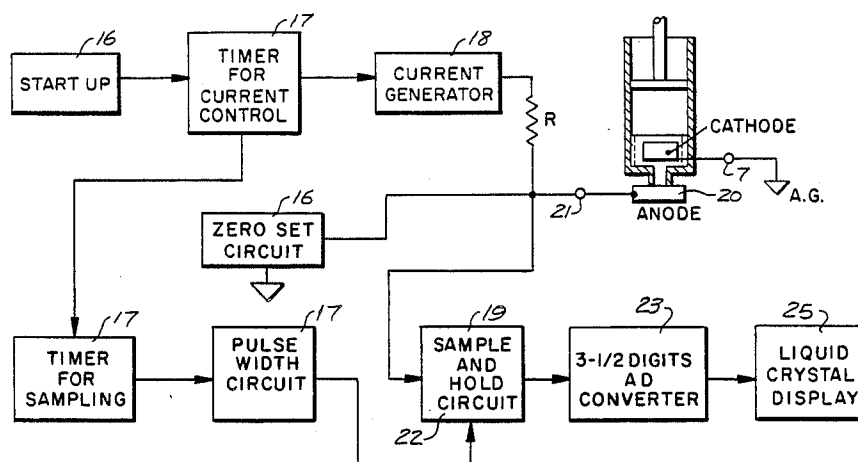 16
START UP
17
TIMER
FOR
CURRENT
CONTROL
18
CURRENT
GENERATOR
R
CATHODE
7
A.G.
20
21
ANODE
16
ZERO SET
CIRCUIT
17
TIMER
FOR
SAMPLING
17
PULSE
WIDTH
CIRCUIT
19
SAMPLE
AND
HOLD
CIRCUIT
22
23
3-1/2 DIGITS
AD
CONVERTER
25
LIQUID
CRYSTAL
DISPLAY